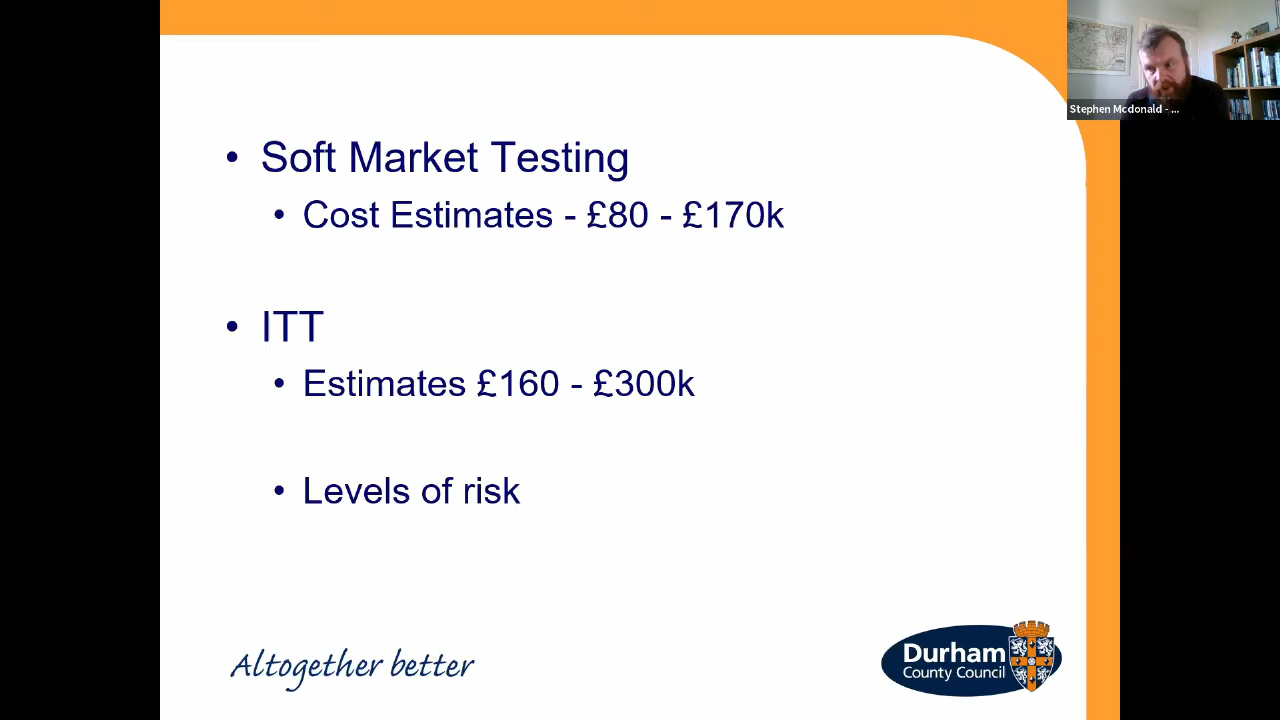 Stephen Mcdonald - ...
• Soft Market Testing
• Cost Estimates - £80 - £170k
• ITT
• Estimates £160 - £300k
• Levels of risk
Altogether better
Durham
County Council